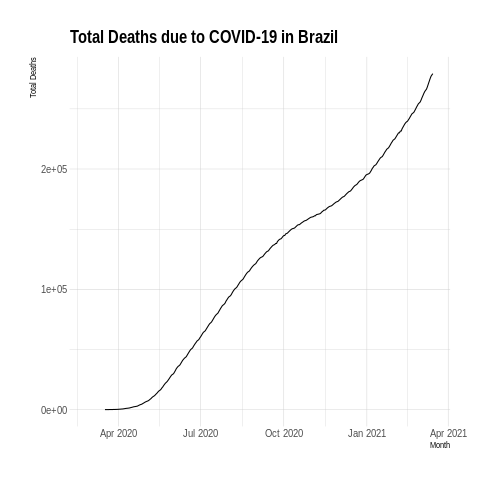 Total Deaths due to COVID-19 in Brazil
Total Deaths
2e+05
1e+05
0e+00
Apr 2020 Jul 2020 Oct 2020 Jan 2021 Apr 2021
Month